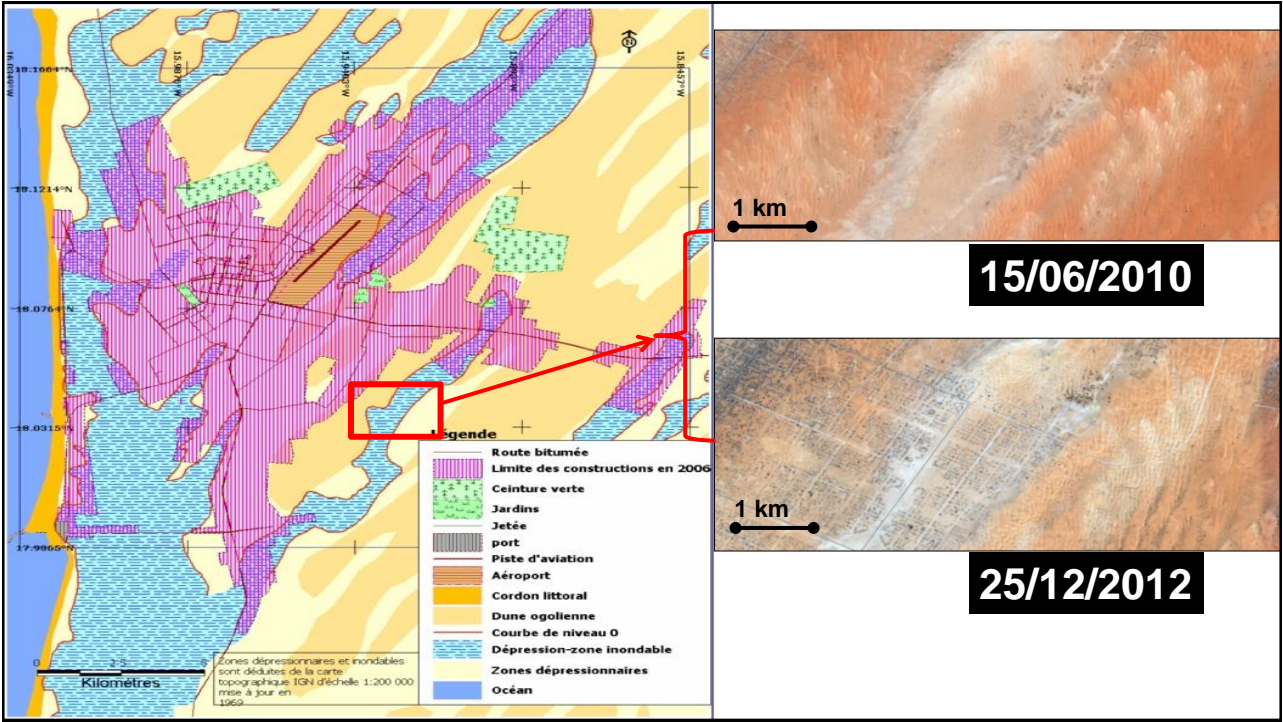 16.0349°W
15.9876°W
15.8457°W
18.1664°N
18.1214°N
18.0764°N
18.0315°N
17.9865°N
N
Légende
Route bitumée
Limite des constructions en 2006
Ceinture verte
Jardins
Jetée
port
Piste d'aviation
Aéroport
Cordon littoral
Dune ogolienne
Courbe de niveau 0
Dépression-zone inondable
Zones dépressionnaires
Océan
Kilométres
Zones dépressionnaires et inondables
sont déduites de la carte
topographique IGN d'échelle 1:200 000
mise à jour en
1969
1 km
15/06/2010
1 km
25/12/2012